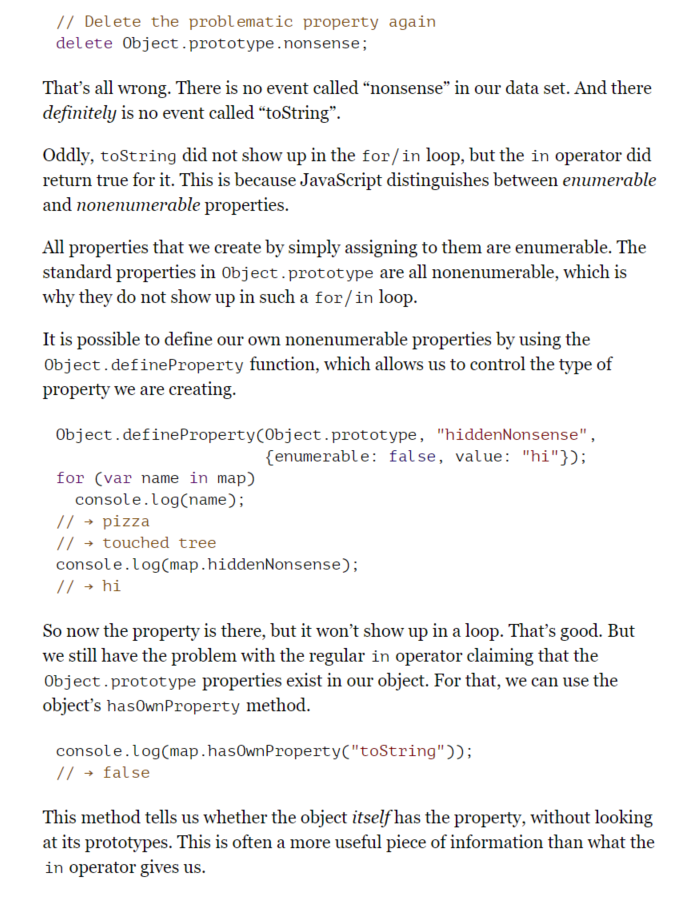 // Delete the problematic property again
delete Object.prototype.nonsense;
That’s all wrong. There is no event called “nonsense” in our data set. And there
definitely is no event called “toString”.
Oddly, toString did not show up in the for/in loop, but the in operator did
return true for it. This is because JavaScript distinguishes between enumerable
and nonenumerable properties.
All properties that we create by simply assigning to them are enumerable. The
standard properties in Object.prototype are all nonenumerable, which is
why they do not show up in such a for/in loop.
It is possible to define our own nonenumerable properties by using the
Object.defineProperty function, which allows us to control the type of
property we are creating.
Object.defineProperty(Object.prototype, "hiddenNonsense",
{enumerable: false, value: "hi"});
for (var name in map)
console.log(name);
// → pizza
// → touched tree
console.log(map.hiddenNonsense);
// → hi
So now the property is there, but it won’t show up in a loop. That’s good. But
we still have the problem with the regular in operator claiming that the
Object.prototype properties exist in our object. For that, we can use the
object’s hasOwnProperty method.
console.log(map.hasOwnProperty("toString"));
// → false
This method tells us whether the object itself has the property, without looking
at its prototypes. This is often a more useful piece of information than what the
in operator gives us.